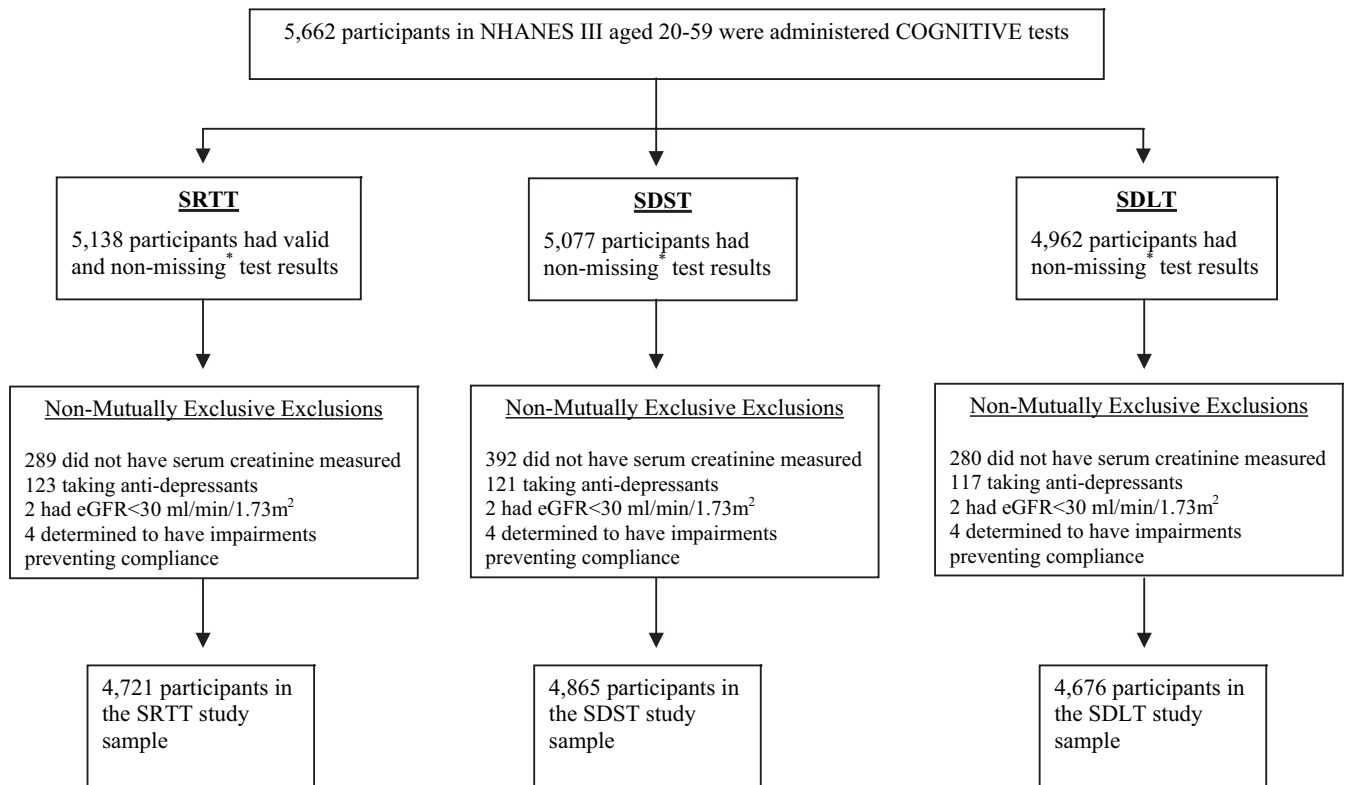 5,662 participants in NHANES III aged 20-59 were administered COGNITIVE tests
SRTT
5,138 participants had valid
and non-missing* test results
SDST
5,077 participants had
non-missing* test results
SDLT
4,962 participants had
non-missing* test results
Non-Mutually Exclusive Exclusions
289 did not have serum creatinine measured
123 taking anti-depressants
2 had eGFR<30 ml/min/1.73m²
4 determined to have impairments
preventing compliance
Non-Mutually Exclusive Exclusions
392 did not have serum creatinine measured
121 taking anti-depressants
2 had eGFR<30 ml/min/1.73m²
4 determined to have impairments
preventing compliance
Non-Mutually Exclusive Exclusions
280 did not have serum creatinine measured
117 taking anti-depressants
2 had eGFR<30 ml/min/1.73m²
4 determined to have impairments
preventing compliance
4,721 participants in
the SRTT study
sample
4,865 participants in
the SDST study
sample
4,676 participants in
the SDLT study
sample